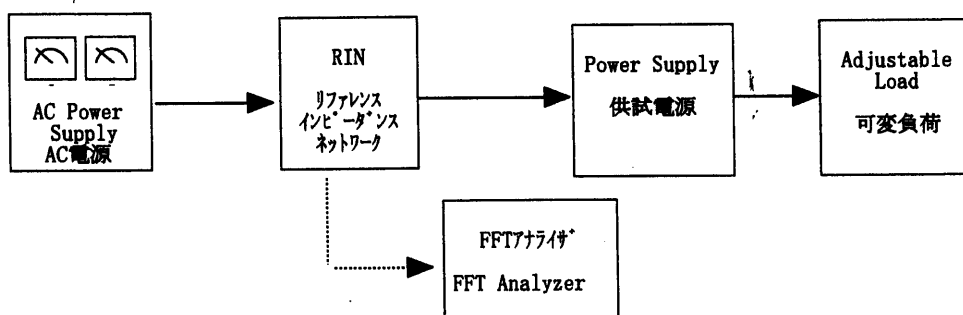 AC Power
Supply
AC電源
RIN
リファレンス
インピーダンス
ネットワーク
Power Supply
供試電源
Adjustable
Load
可変負荷
FFTアナライザ
FFT Analyzer